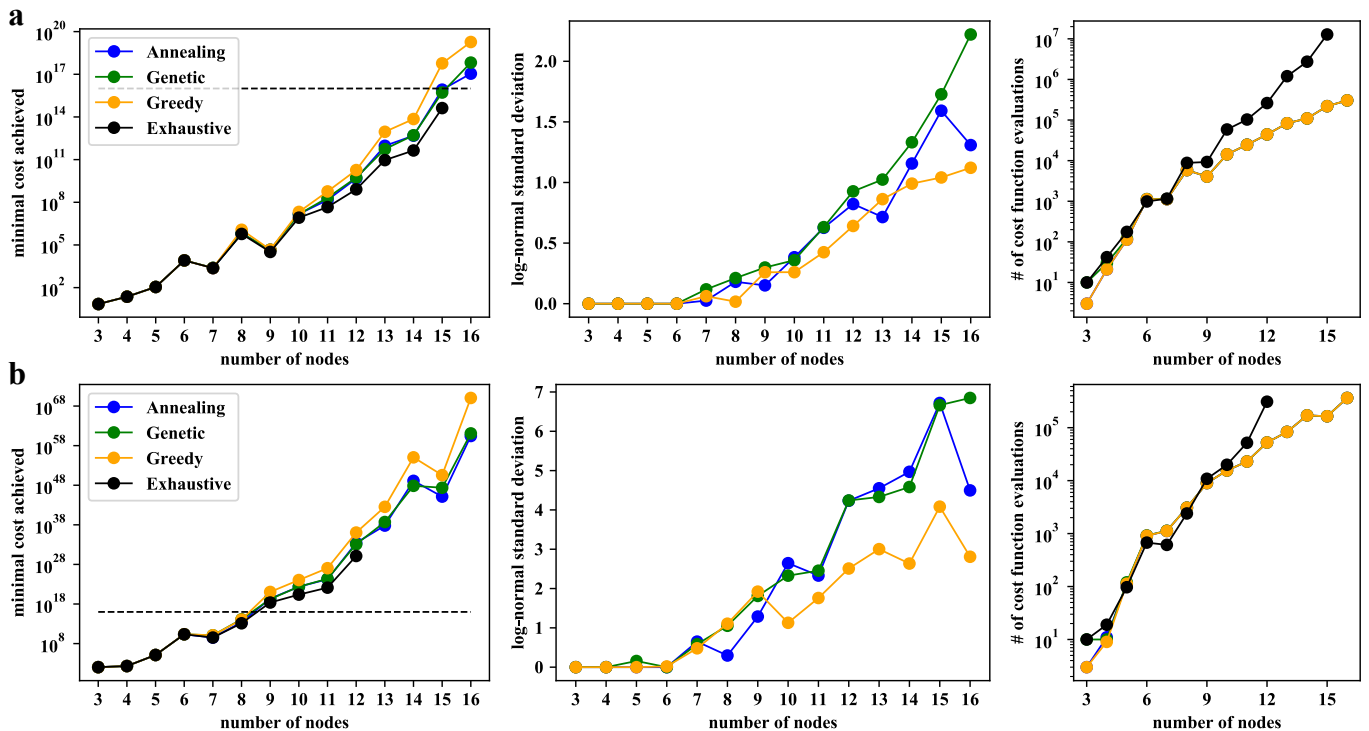 a
minimal cost achieved
10^20
10^17
10^14
10^11
10^8
10^5
10^2
Annealing
Genetic
Greedy
Exhaustive
3 4 5 6 7 8 9 10 11 12 13 14 15 16
number of nodes
log-normal standard deviation
2.0
1.5
1.0
0.5
0.0
3 4 5 6 7 8 9 10 11 12 13 14 15 16
number of nodes
# of cost function evaluations
10^7
10^6
10^5
10^4
10^3
10^2
10^1
3 6 9 12 15
number of nodes
b
minimal cost achieved
10^68
10^58
10^48
10^38
10^28
10^18
10^8
Annealing
Genetic
Greedy
Exhaustive
3 4 5 6 7 8 9 10 11 12 13 14 15 16
number of nodes
log-normal standard deviation
7
6
5
4
3
2
1
0
3 4 5 6 7 8 9 10 11 12 13 14 15 16
number of nodes
# of cost function evaluations
10^5
10^4
10^3
10^2
10^1
3 6 9 12 15
number of nodes